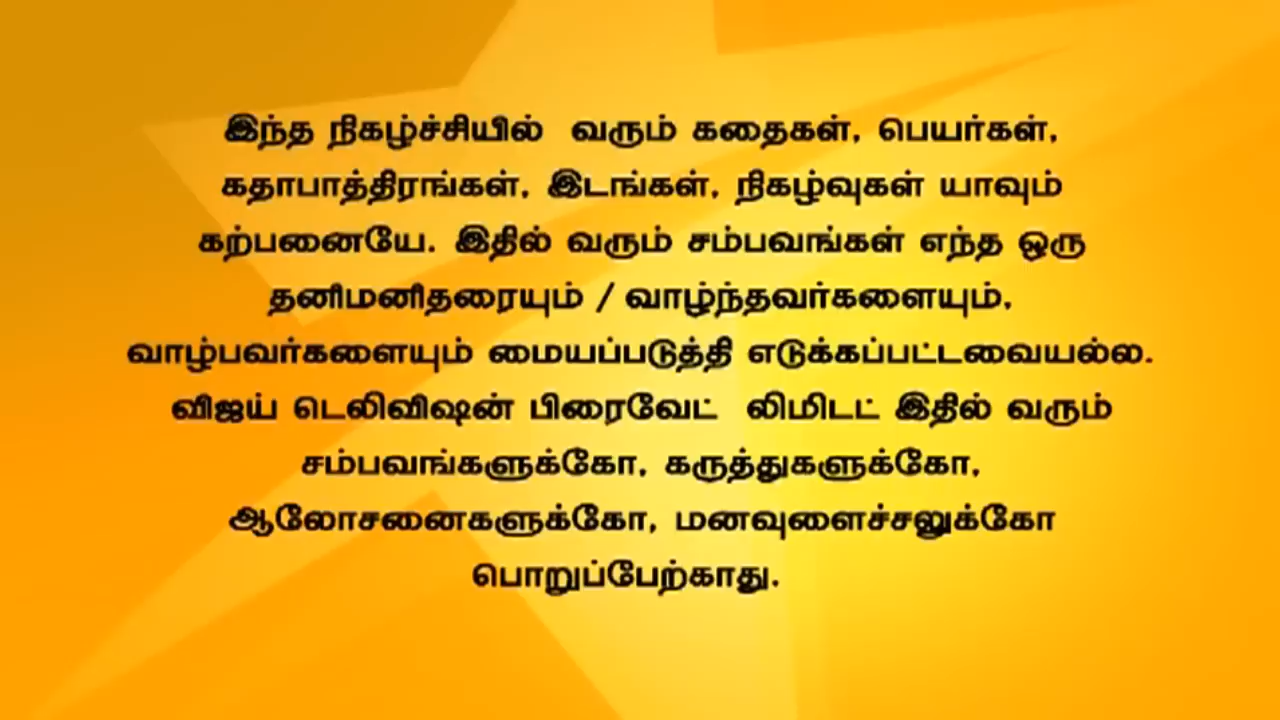 இந்த நிகழ்ச்சியில் வரும் கதைகள், பெயர்கள்,
கதாபாத்திரங்கள், இடங்கள், நிகழ்வுகள் யாவும்
கற்பனையே. இதில் வரும் சம்பவங்கள் எந்த ஒரு
தனிமனிதரையும் / வாழ்ந்தவர்களையும்,
வாழ்பவர்களையும் மையப்படுத்தி எடுக்கப்பட்டவையல்ல.
விஜய் டெலிவிஷன் பிரைவேட் லிமிடட் இதில் வரும்
சம்பவங்களுக்கோ, கருத்துகளுக்கோ,
ஆலோசனைகளுக்கோ, மனவுளைச்சலுக்கோ
பொறுப்பேற்காது.